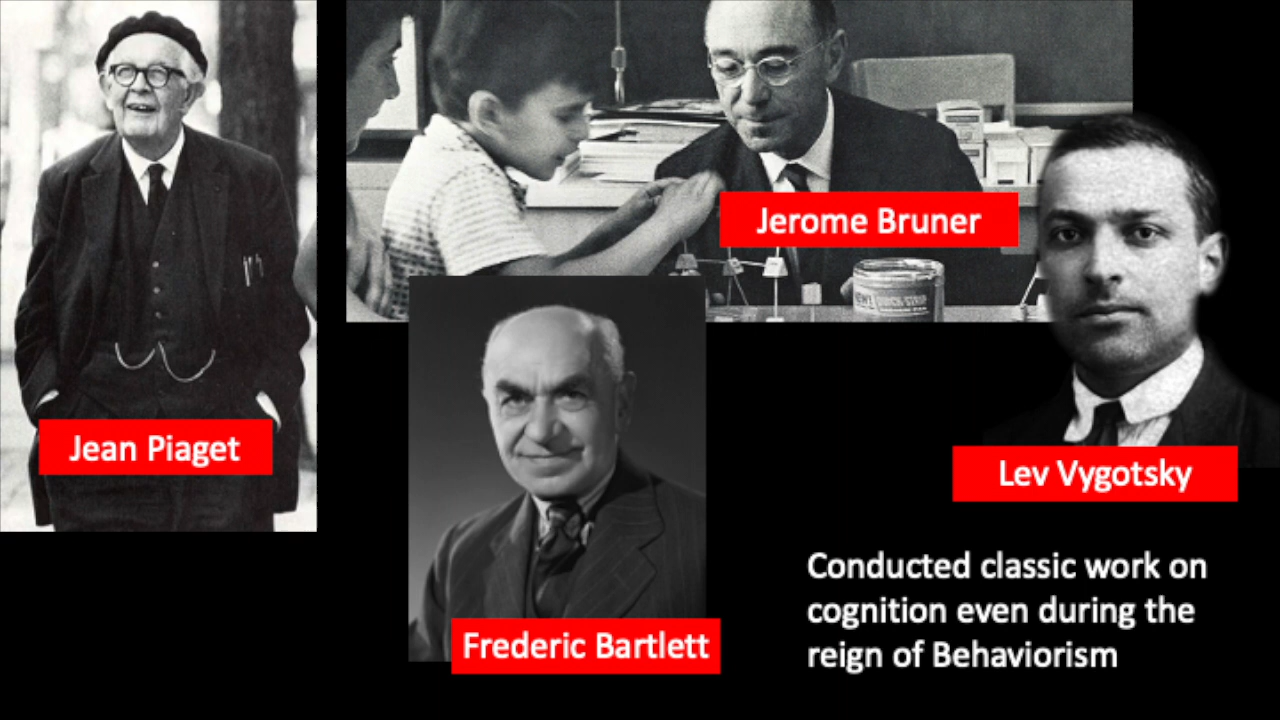 Jerome Bruner
Jean Piaget
Lev Vygotsky
Frederic Bartlett
Conducted classic work on
cognition even during the
reign of Behaviorism